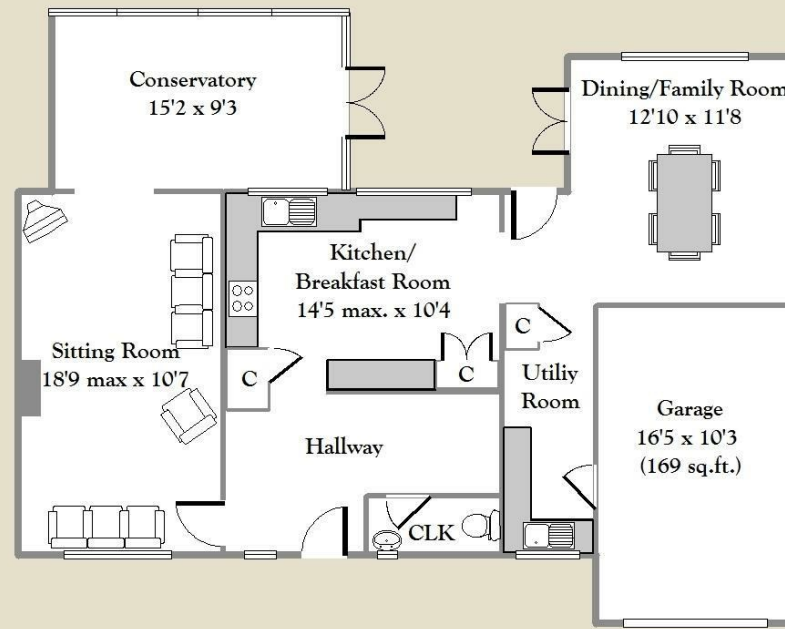 Conservatory
15'2 x 9'3
Dining/Family Room
12'10 x 11'8
Kitchen/
Breakfast Room
14'5 max. x 10'4
Sitting Room
18'9 max x 10'7
C
C
C
Utiliy
Room
Garage
16'5 x 10'3
(169 sq.ft.)
Hallway
CLK